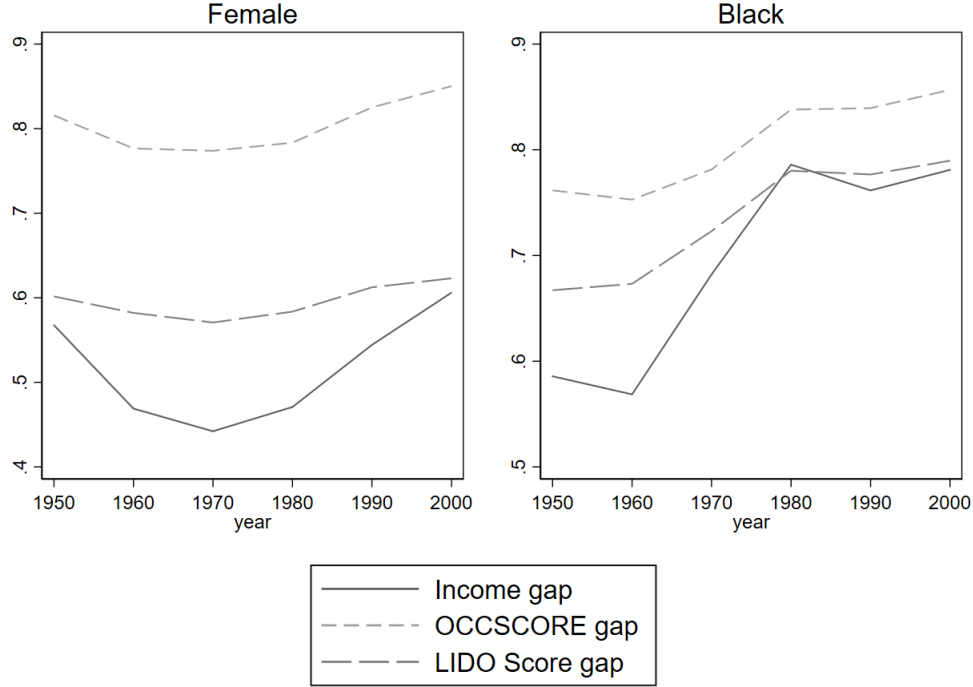 Female
.9
.8
.7
.6
.5
.4
1950 1960 1970 1980 1990 2000
year
Black
.9
.8
.7
.6
.5
1950 1960 1970 1980 1990 2000
year
Income gap
OCCSCORE gap
LIDO Score gap